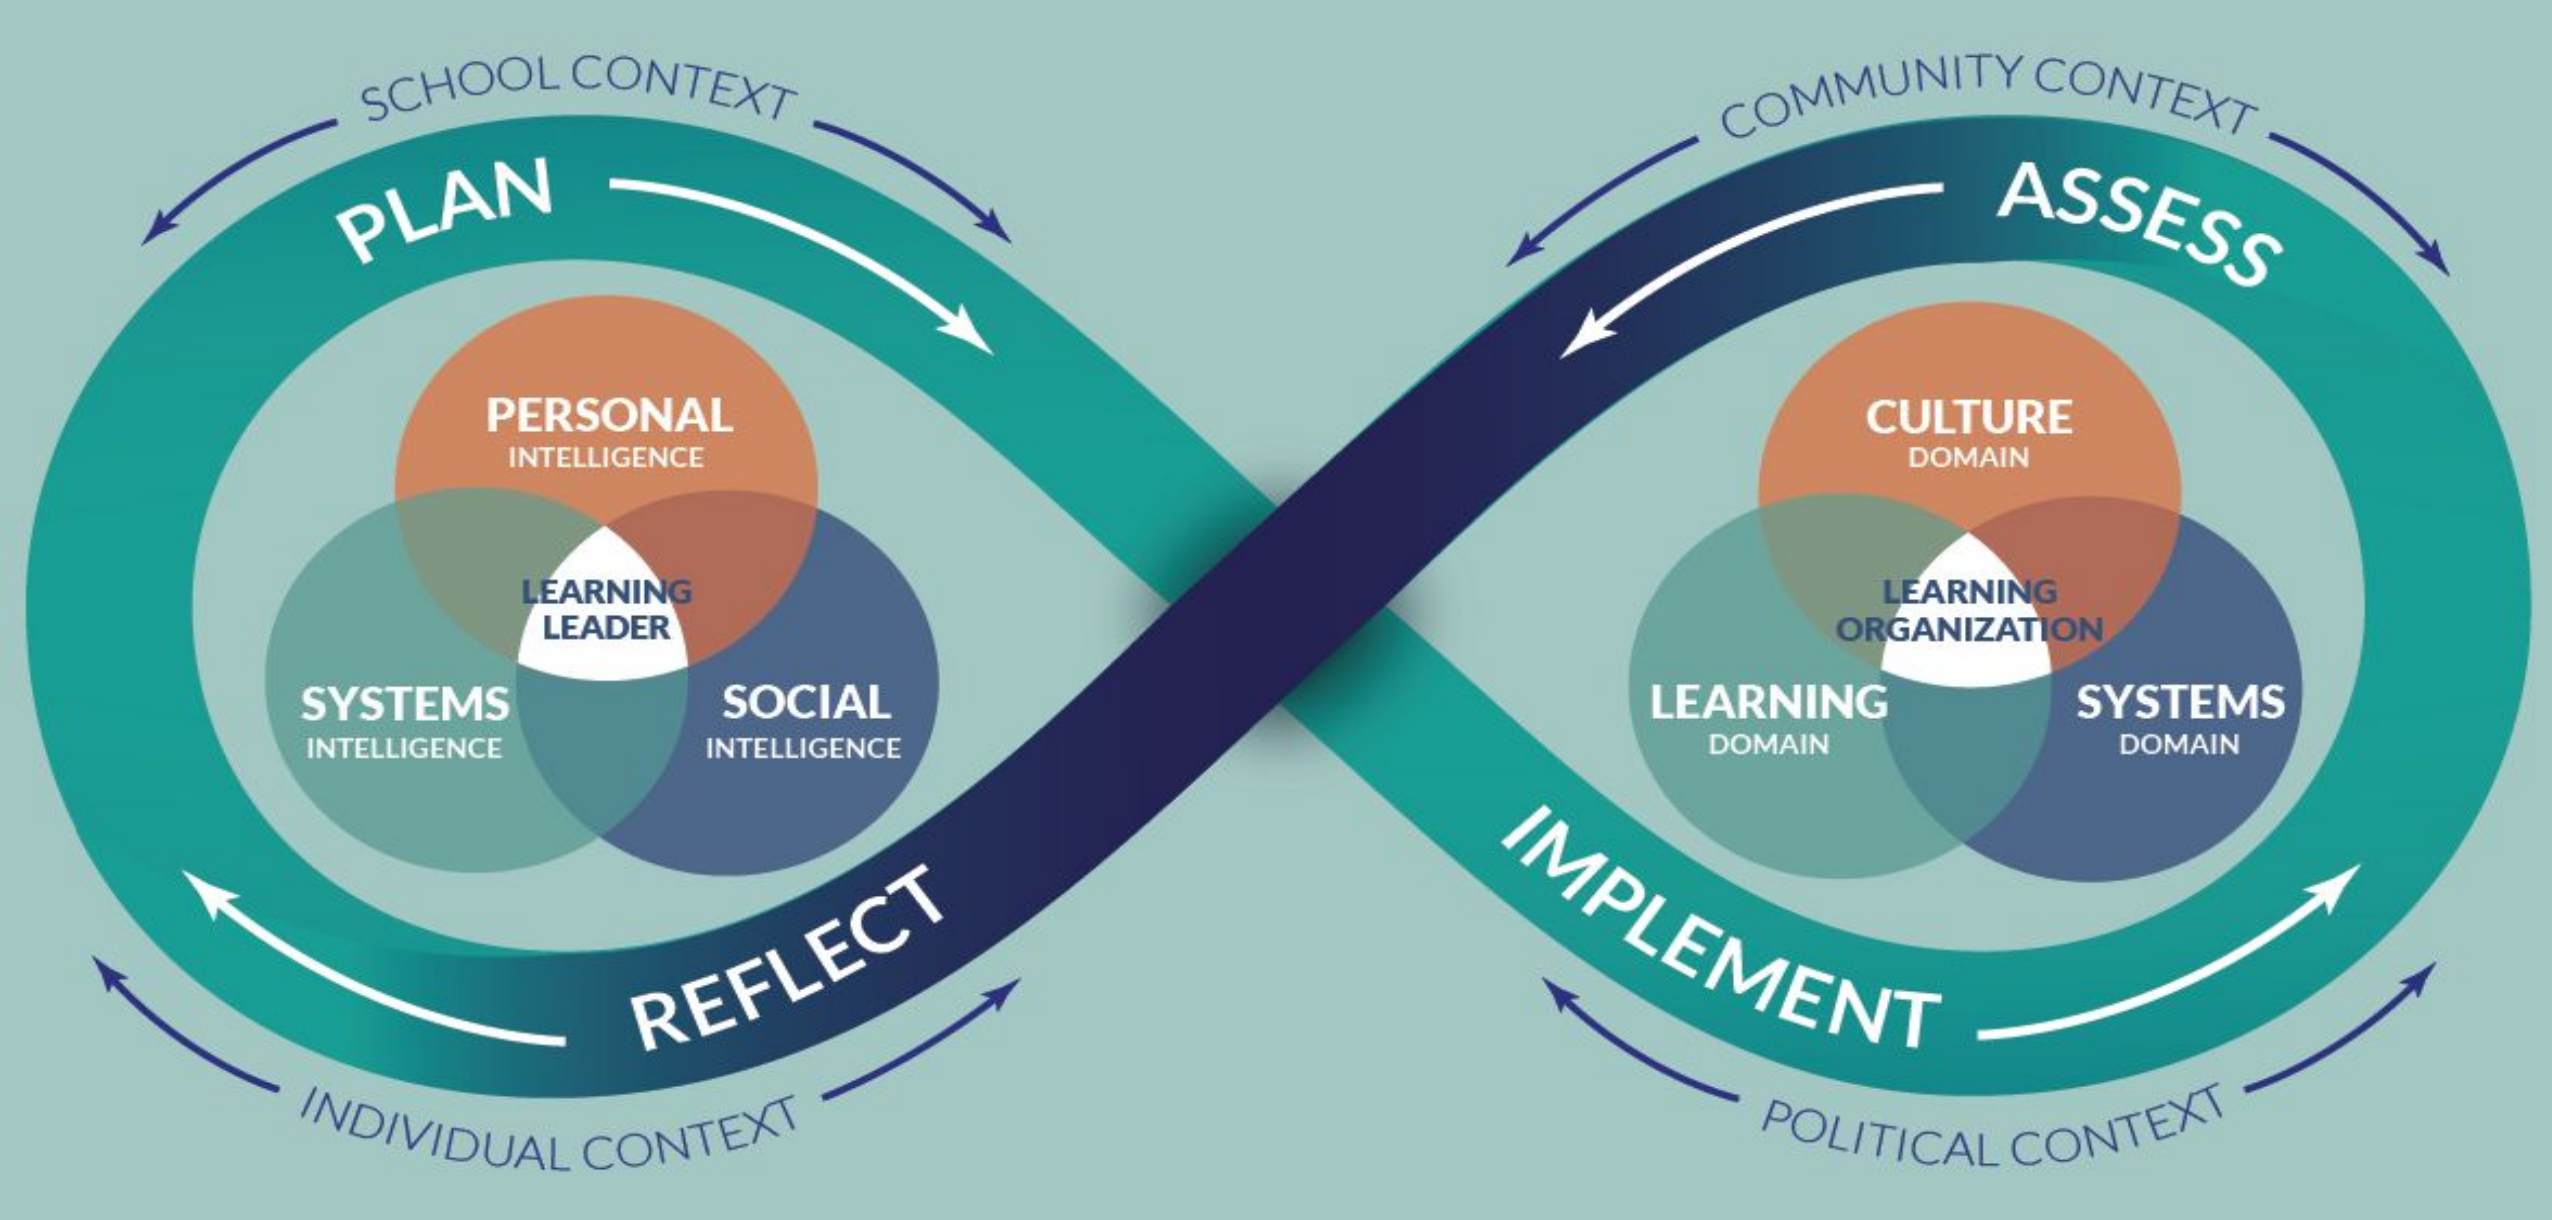 SCHOOL CONTEXT
PLAN
PERSONAL
INTELLIGENCE
LEARNING
LEADER
SYSTEMS
INTELLIGENCE
SOCIAL
INTELLIGENCE
REFLECT
INDIVIDUAL CONTEXT
COMMUNITY CONTEXT
ASSESS
CULTURE
DOMAIN
LEARNING
ORGANIZATION
LEARNING
DOMAIN
SYSTEMS
DOMAIN
IMPLEMENT
POLITICAL CONTEXT